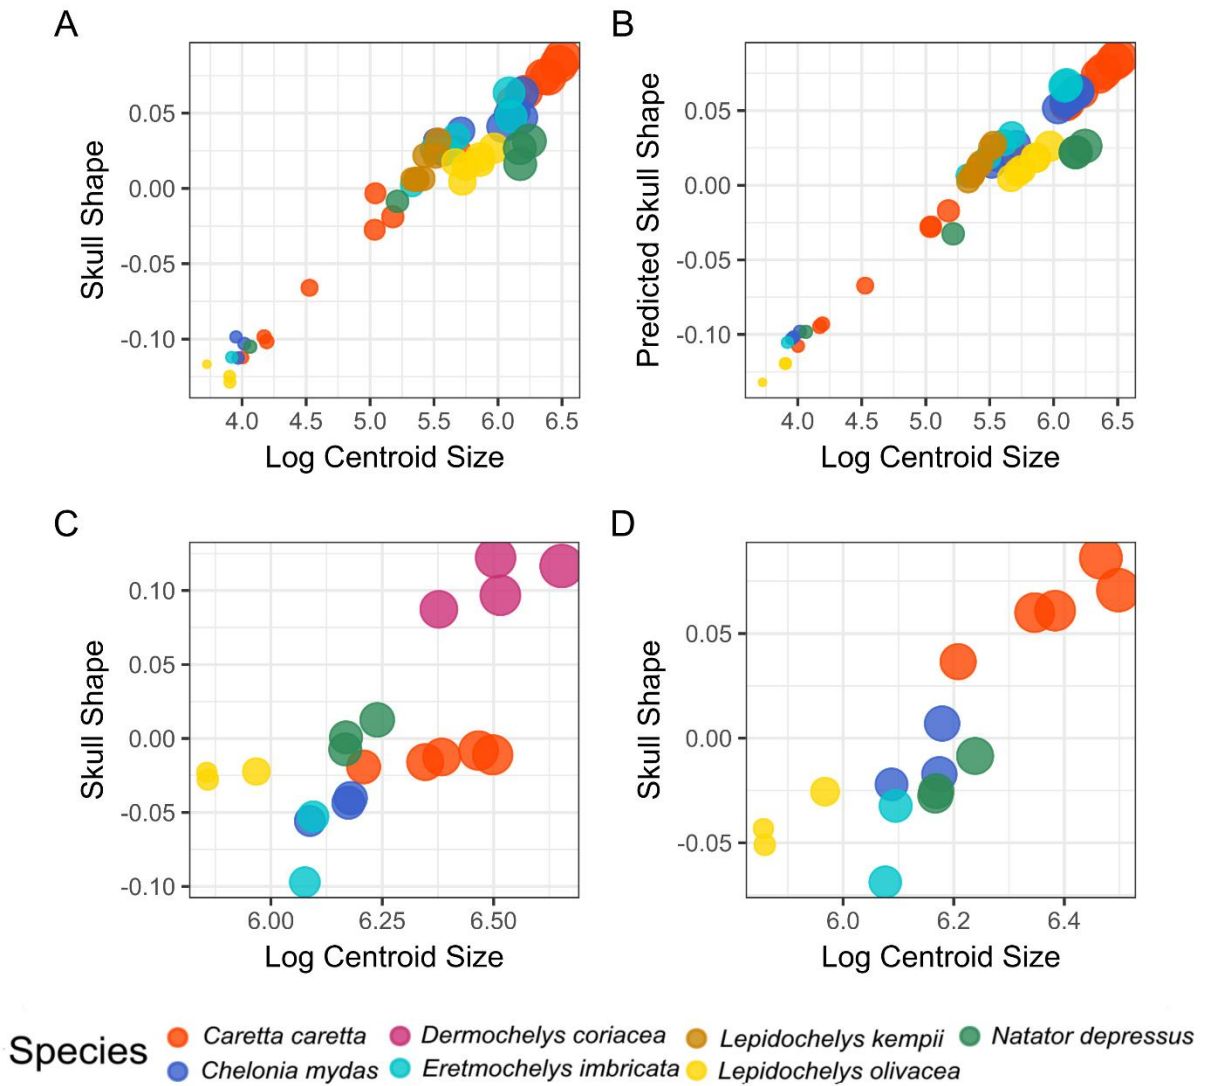 A
B
Skull Shape
0.05
0.00
-0.05
-0.10
4.0 4.5 5.0 5.5 6.0 6.5
Log Centroid Size
Predicted Skull Shape
0.05
0.00
-0.05
-0.10
4.0 4.5 5.0 5.5 6.0 6.5
Log Centroid Size
C
D
Skull Shape
0.10
0.05
0.00
-0.05
-0.10
6.00 6.25 6.50
Log Centroid Size
Skull Shape
0.05
0.00
-0.05
6.0 6.2 6.4
Log Centroid Size
Species
Caretta caretta
Dermochelys coriacea
Lepidochelys kempii
Natator depressus
Chelonia mydas
Eretmochelys imbricata
Lepidochelys olivacea